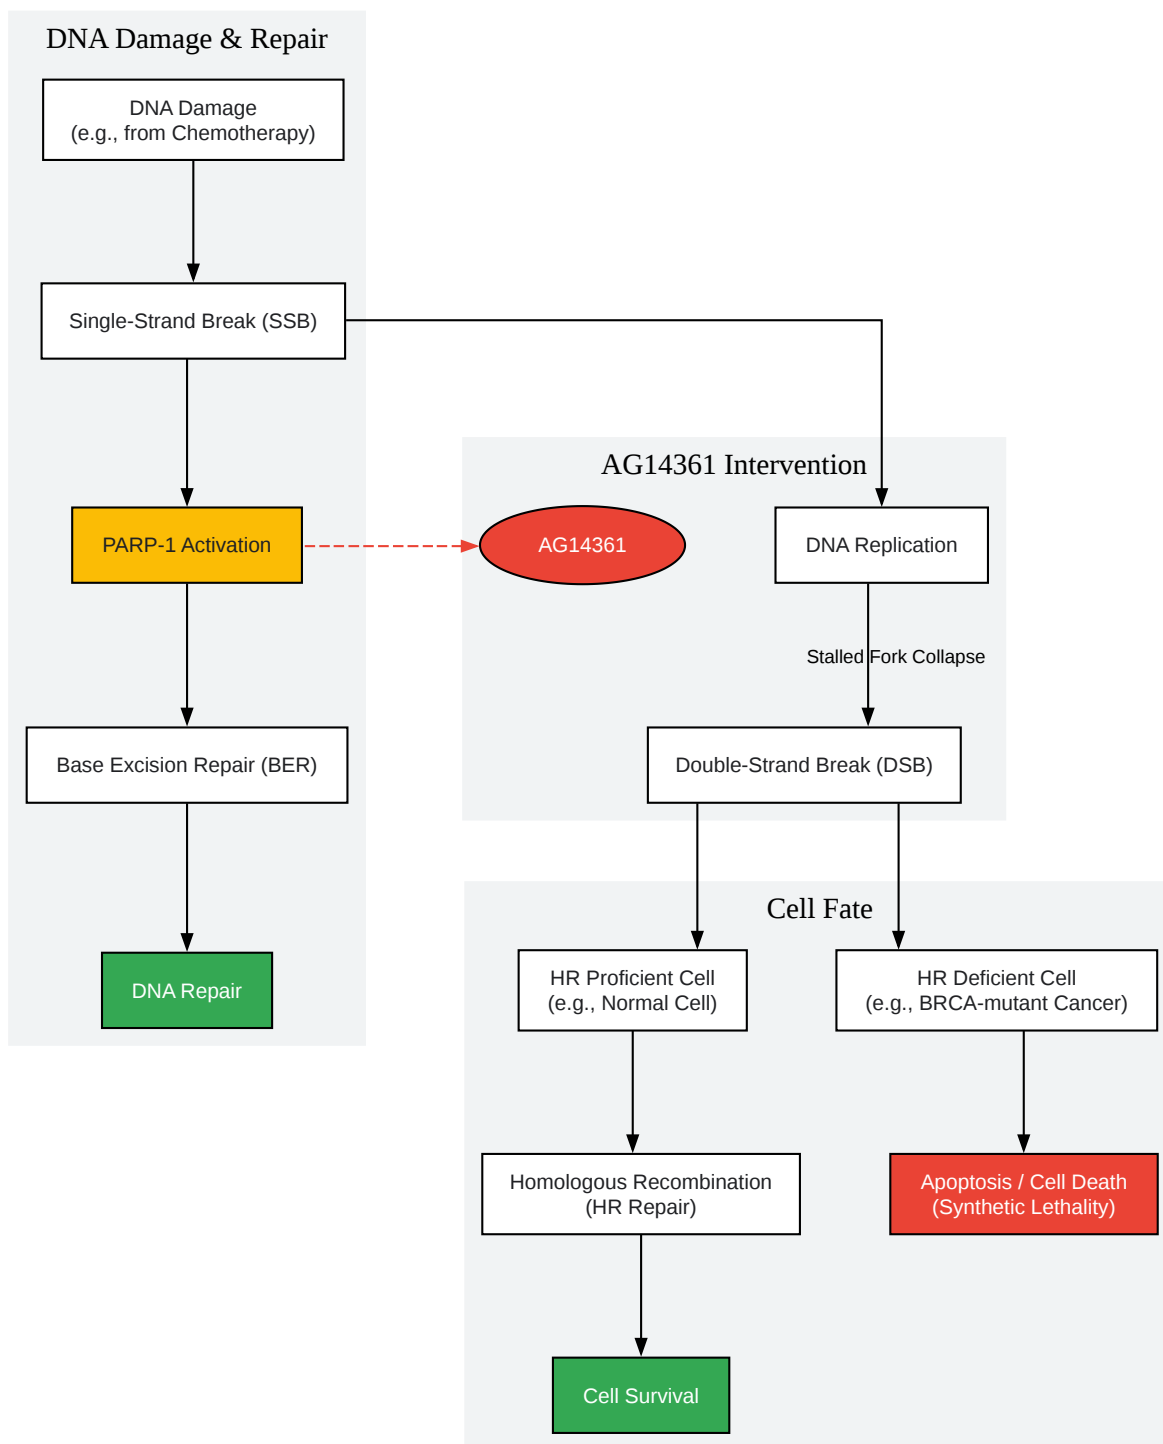 DNA Damage & Repair
DNA Damage
(e.g., from Chemotherapy)
Single-Strand Break (SSB)
PARP-1 Activation
Base Excision Repair (BER)
DNA Repair
AG14361 Intervention
AG14361
DNA Replication
Stalled Fork Collapse
Double-Strand Break (DSB)
Cell Fate
HR Proficient Cell
(e.g., Normal Cell)
HR Deficient Cell
(e.g., BRCA-mutant Cancer)
Homologous Recombination
(HR Repair)
Apoptosis / Cell Death
(Synthetic Lethality)
Cell Survival